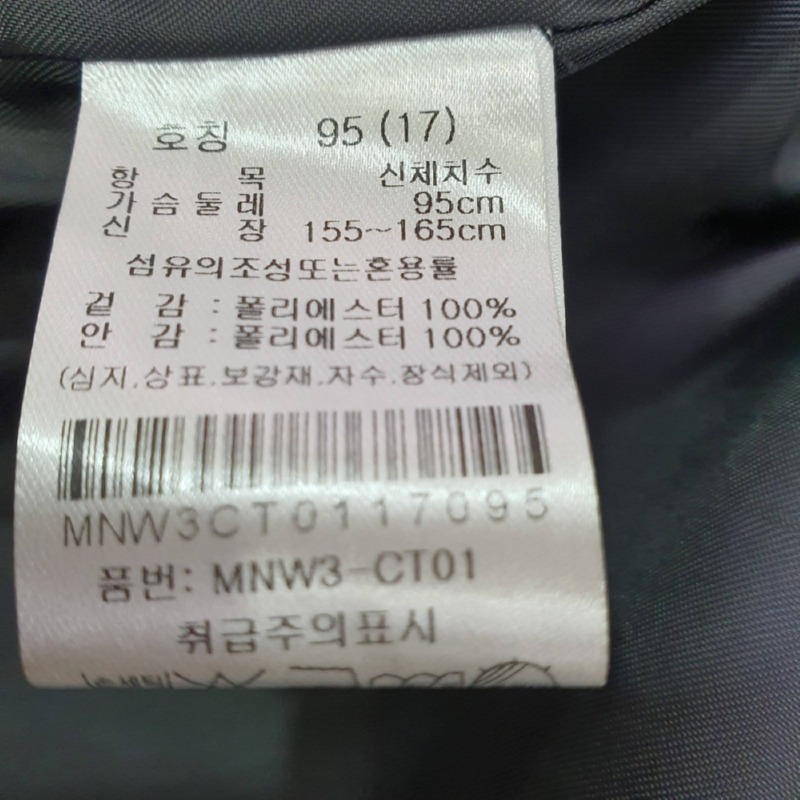 호칭 95 (17)
항 목 신체치수
가 슴 둘 레 95cm
신 장 155~165cm
섬유의조성또는혼용률
겉 감 : 폴리에스터 100%
안 감 : 폴리에스터 100%
(심지.상표.보강재.자수.장식제외)
MNW3CT0117095
품번: MNW3-CT01
취급주의표시